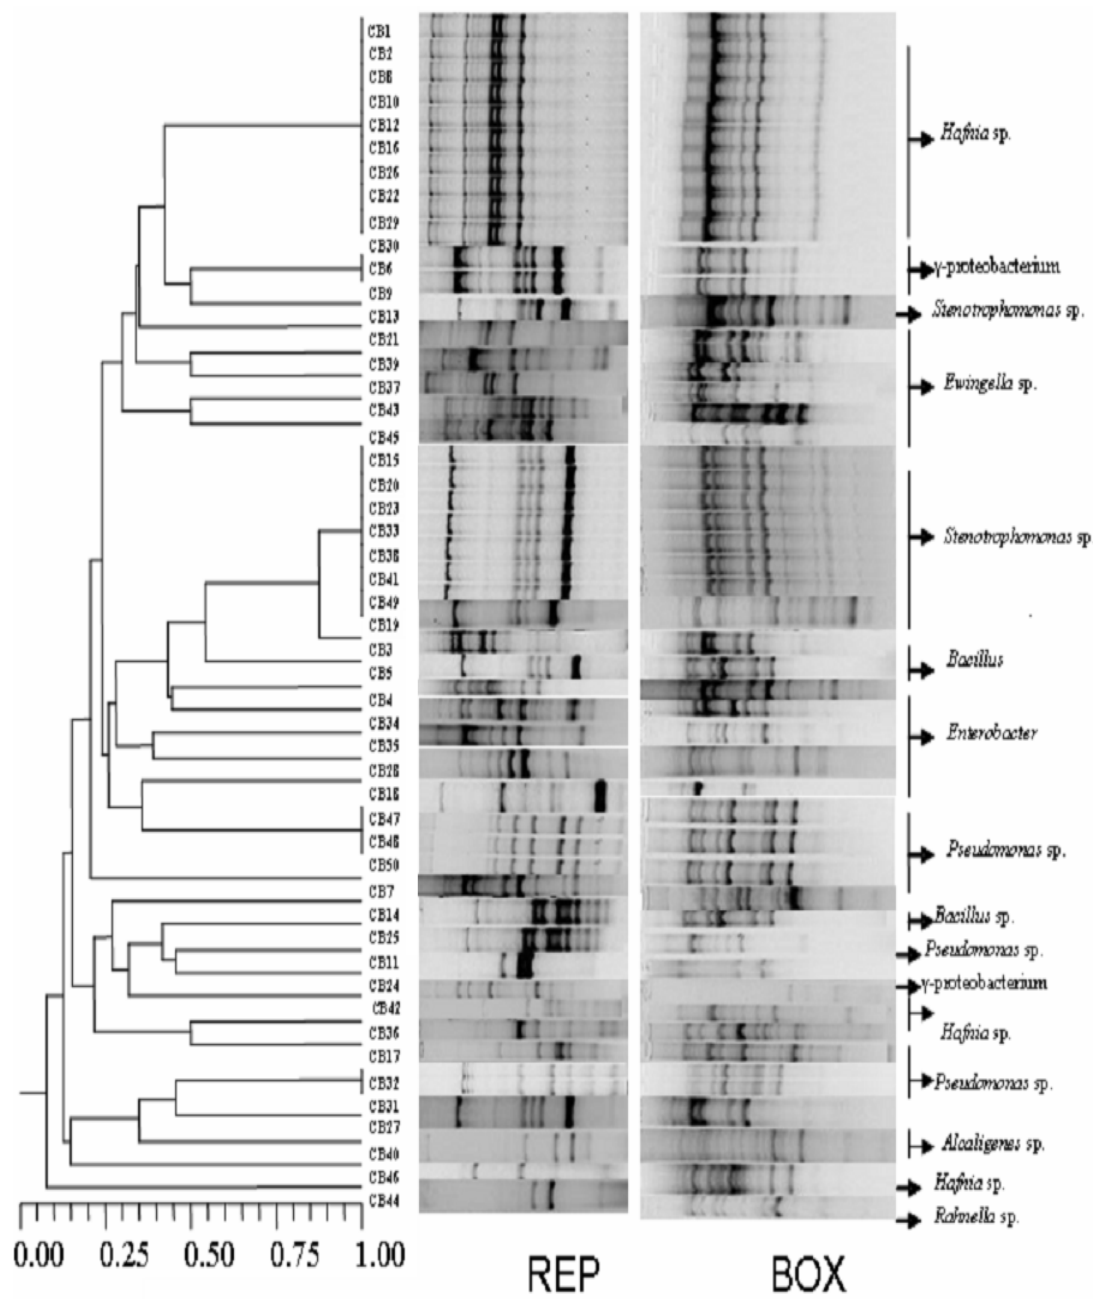 CB1
CB2
CB8
CB10
CB12
CB16
CB26
CB22
CB29
CB30
CB6
CB9
CB13
CB21
CB39
CB37
CB43
CB45
CB15
CB20
CB23
CB33
CB38
CB41
CB49
CB19
CB3
CB5
CB4
CB34
CB35
CB28
CB18
CB47
CB48
CB50
CB7
CB14
CB25
CB11
CB24
CB42
CB36
CB17
CB32
CB31
CB27
CB40
CB46
CB44
Hafnia sp.
γ-proteobacterium
Stenotrophomonas sp.
Ewingella sp.
Stenotrophomonas sp
Bacillus
Enterobacter
Pseudomonas sp.
Bacillus sp.
Pseudomonas sp.
γ-proteobacterium
Hafnia sp.
Pseudomonas sp.
Alcaligenes sp.
Hafnia sp.
Rahnella sp.
0.00 0.25 0.50 0.75 1.00
REP BOX